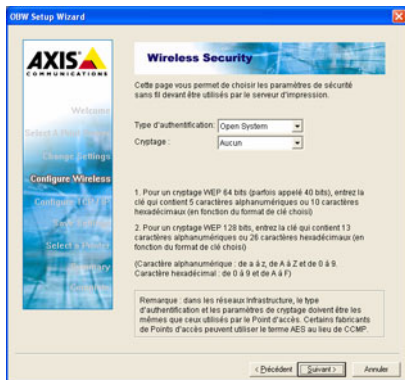 OBW Setup Wizard
AXIS
COMMUNICATIONS
Welcome
Change Settings
Configure Wireless
Wireless Security
Cette page vous permet de choisir les paramètres de sécurité
sans fil devant être utilisés par le serveur d'impression.
Type d'authentification: Open System
Cryptage : Aucun
1. Pour un cryptage WEP 64 bits (parfois appelé 40 bits), entrez la
clé qui contient 5 caractères alphanumériques ou 10 caractères
hexadécimaux (en fonction du format de clé choisi)
2. Pour un cryptage WEP 128 bits, entrez la clé qui contient 13
caractères alphanumériques ou 26 caractères hexadécimaux (en
fonction du format de clé choisi)
(Caractère alphanumérique : de a à z, de A à Z et de 0 à 9.
Caractère hexadécimal : de 0 à 9 et de A à F)
Remarque : dans les réseaux Infrastructure, le type
d'authentification et les paramètres de cryptage doivent être les
mêmes que ceux utilisés par le Point d'accès. Certains fabricants
de Points d'accès peuvent utiliser le terme AES au lieu de CCMP.
< Précédent
Suivant >
Annuler